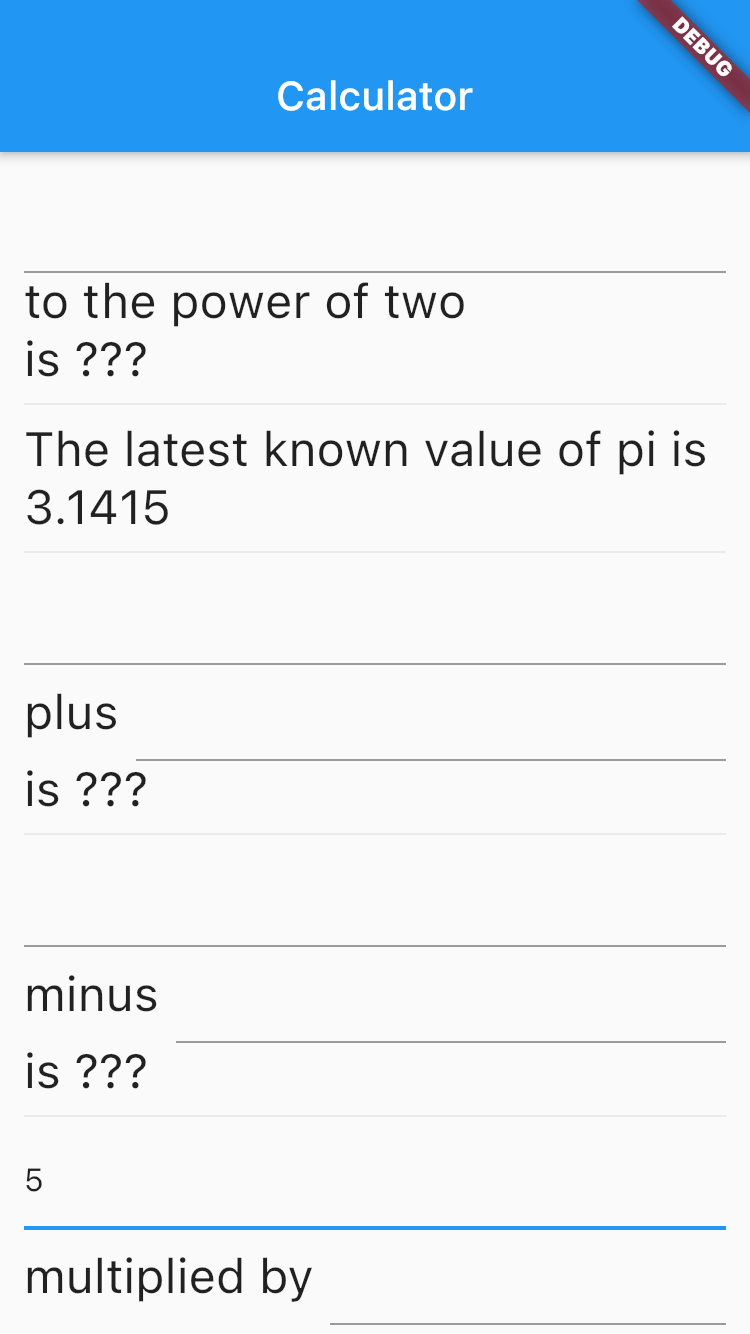 DEBUG
Calculator
to the power of two
is ???
The latest known value of pi is
3.1415
plus
is ???
minus
is ???
5
multiplied by